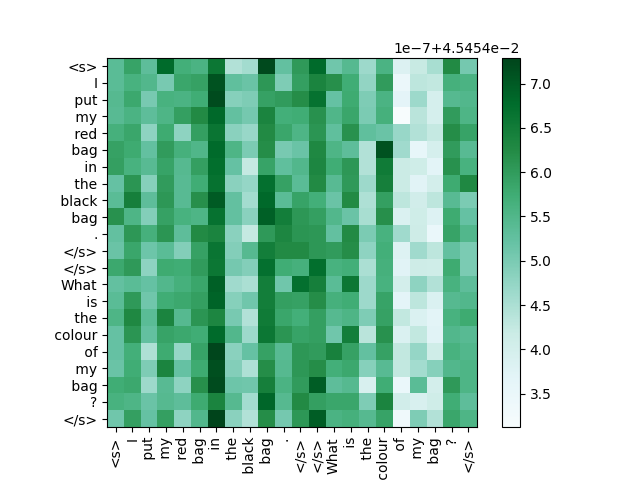 1e-7+4.5454e-2
<s>
I
put
my
red
bag
in
the
black
bag
.
</s>
</s>
What
is
the
colour
of
my
bag
?
</s>
7.0
6.5
6.0
5.5
5.0
4.5
4.0
3.5
<s>
I
put
my
red
bag
in
the
black
bag
.
</s>
</s>
What
is
the
colour
of
my
bag
?
</s>